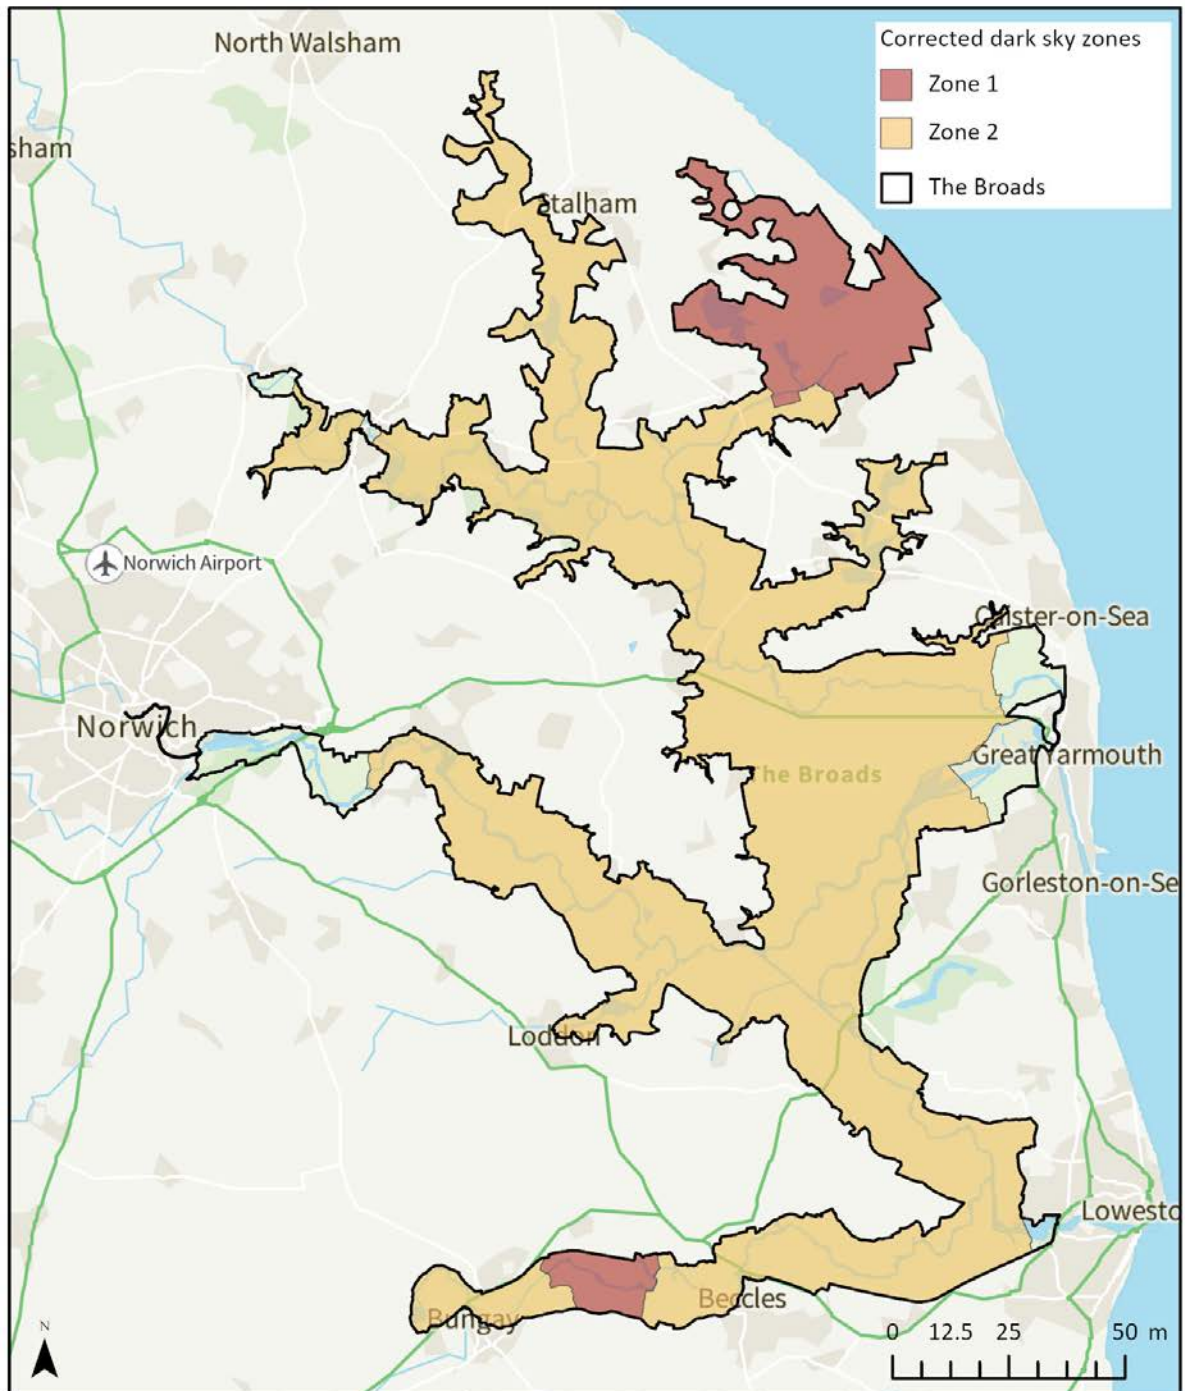 North Walsham
Corrected dark sky zones
Zone 1
Zone 2
The Broads
sham
Stalham
Norwich Airport
Caister-on-Sea
Norwich
Great Yarmouth
The Broads
Gorleston-on-Se
Loddon
Lowesto
Beccles
Bungay
N
0 12.5 25 50 m